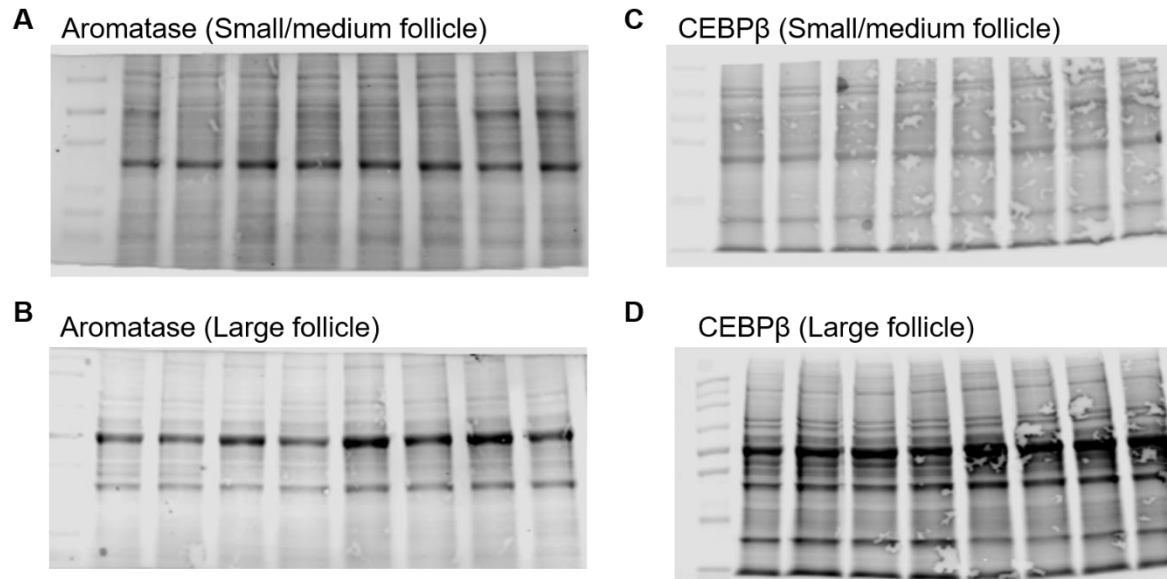 A
Aromatase (Small/medium follicle)
B
Aromatase (Large follicle)
C
CEBPβ (Small/medium follicle)
D
CEBPβ (Large follicle)